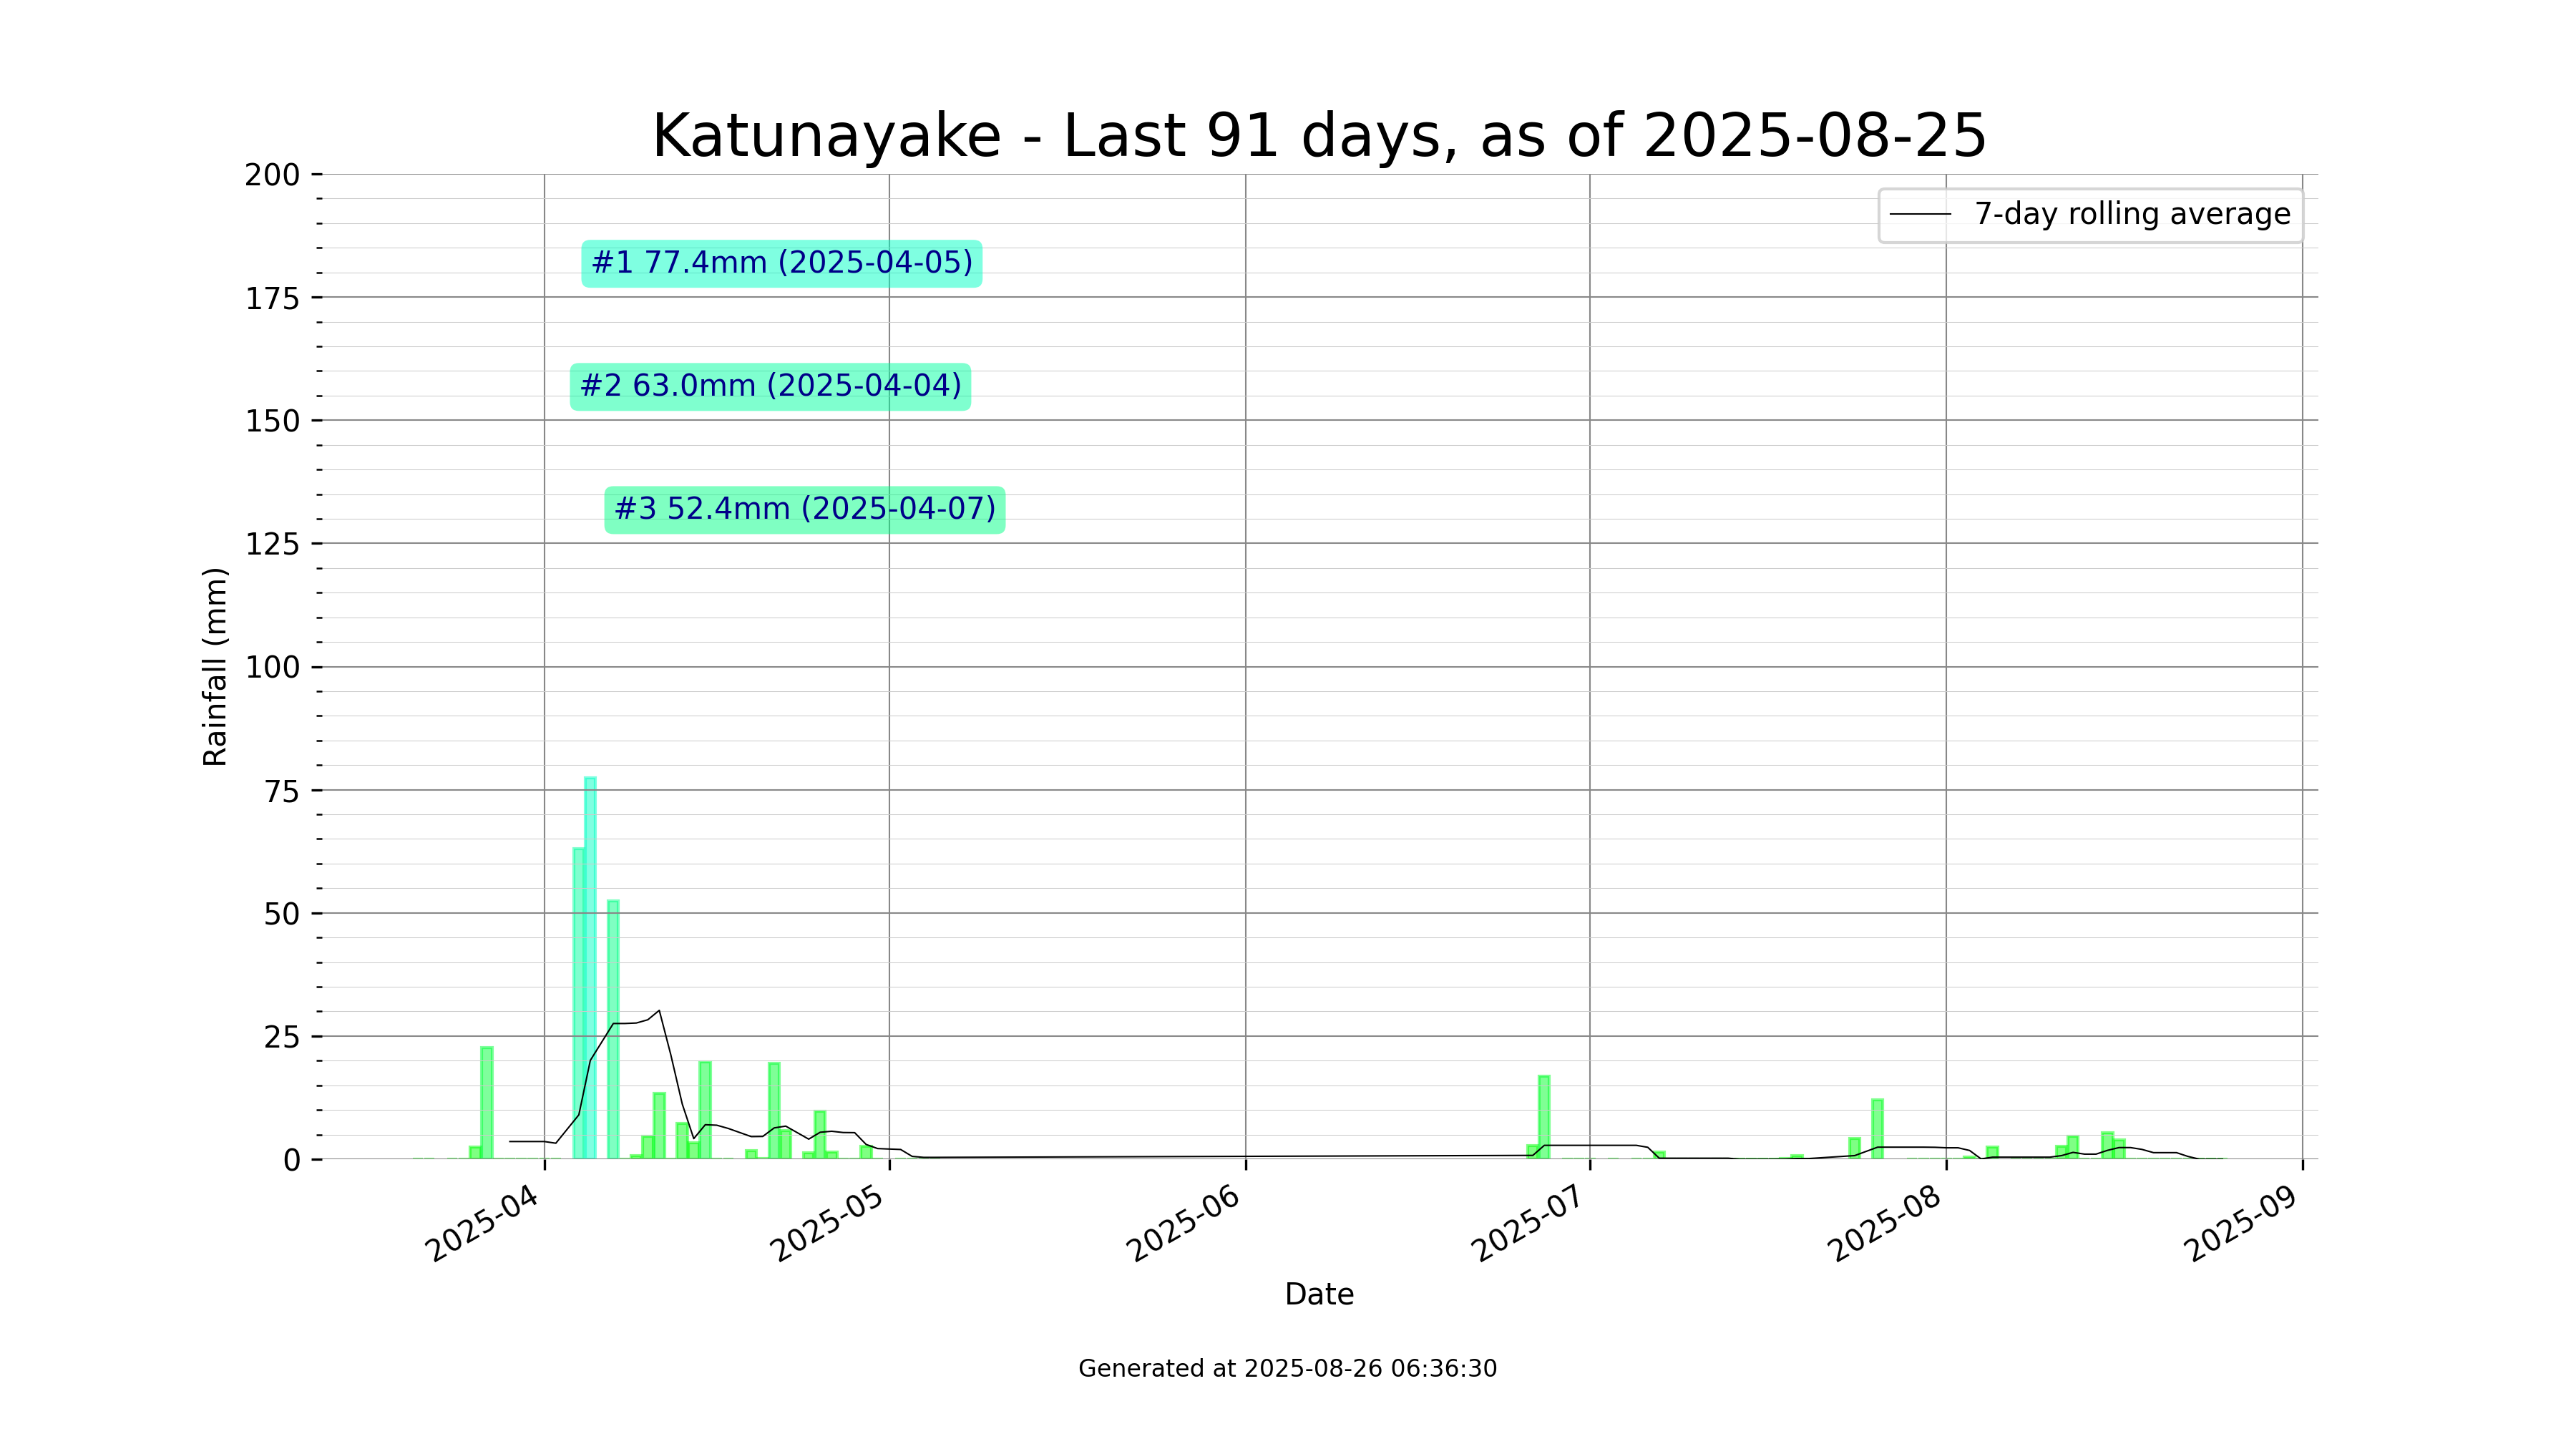 Katunayake - Last 91 days, as of 2025-08-25
200
175
150
125
100
75
50
25
0
Rainfall (mm)
7-day rolling average
#1 77.4mm (2025-04-05)
#2 63.0mm (2025-04-04)
#3 52.4mm (2025-04-07)
2025-04
2025-05
2025-06
2025-07
2025-08
2025-09
Date
Generated at 2025-08-26 06:36:30